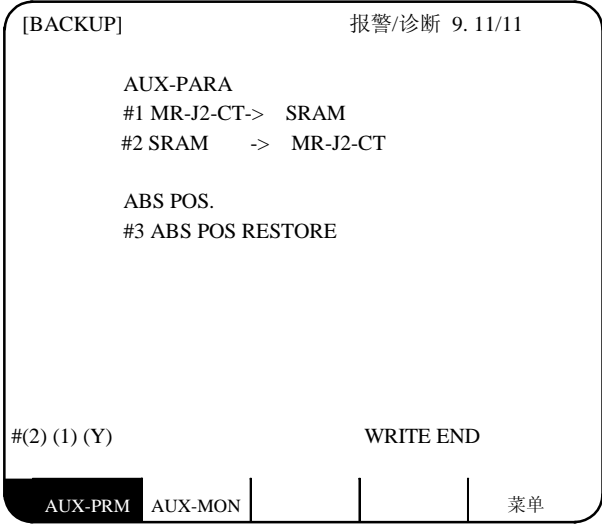 [BACKUP] 报警/诊断 9. 11/11
AUX-PARA
#1 MR-J2-CT-> SRAM
#2 SRAM -> MR-J2-CT
ABS POS.
#3 ABS POS RESTORE
#(2) (1) (Y) WRITE END
AUX-PRM AUX-MON 菜单